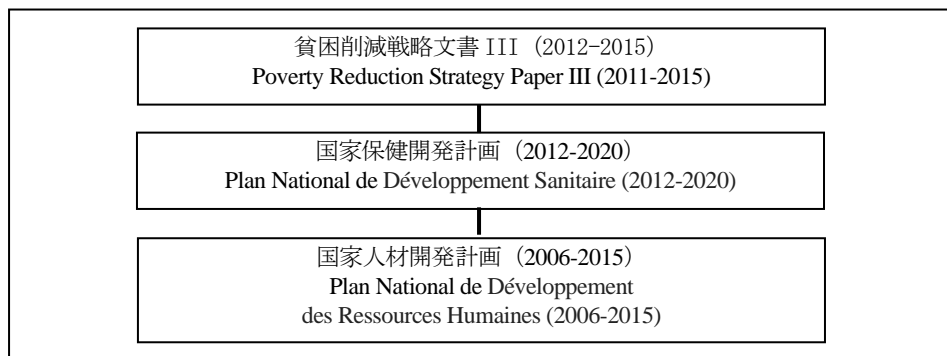 貧困削減戦略文書 III（2012-2015）
Poverty Reduction Strategy Paper III (2011-2015)
国家保健開発計画（2012-2020）
Plan National de Développement Sanitaire (2012-2020)
国家人材開発計画（2006-2015）
Plan National de Développement
des Ressources Humaines (2006-2015)